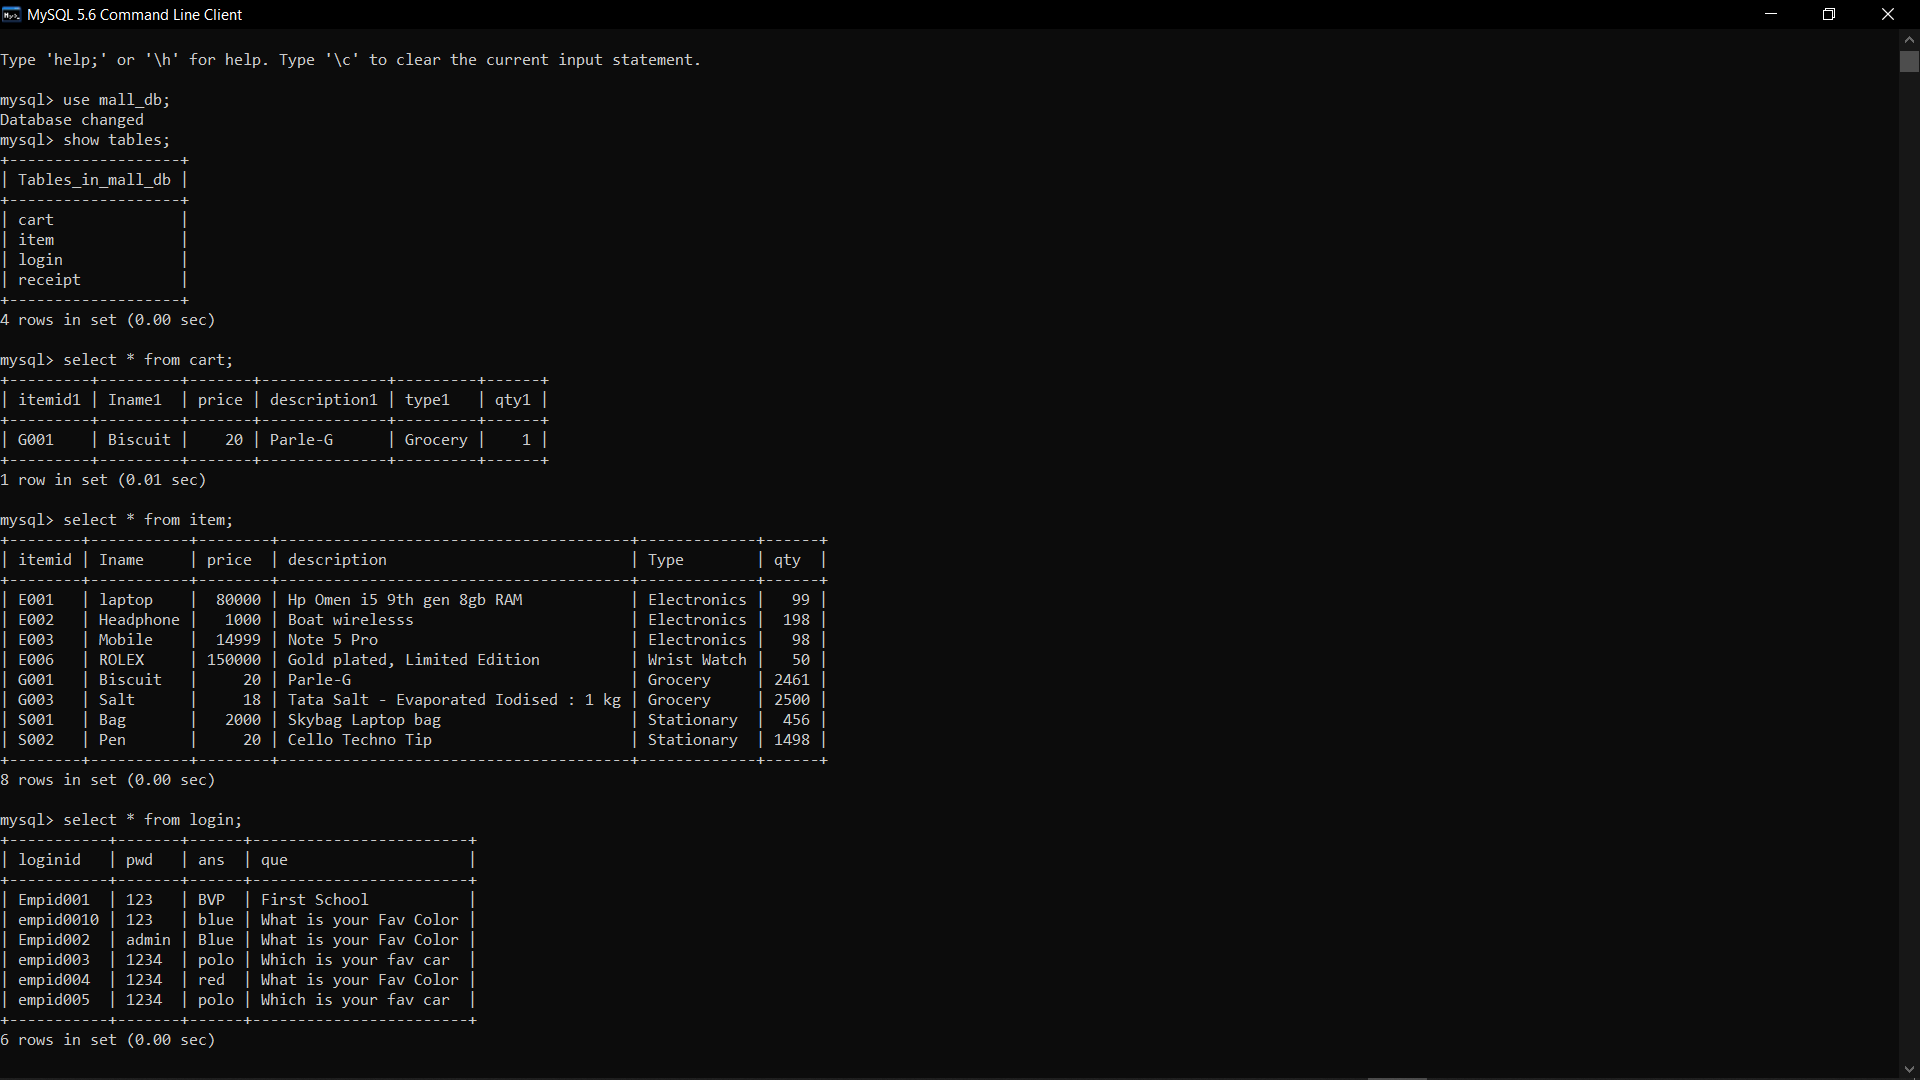 MySQL 5.6 Command Line Client
Type 'help;' or '\h' for help. Type '\c' to clear the current input statement.
mysql> use mall_db;
Database changed
mysql> show tables;
+-------------------+
| Tables_in_mall_db |
+-------------------+
| cart              |
| item              |
| login             |
| receipt           |
+-------------------+
4 rows in set (0.00 sec)
mysql> select * from cart;
+---------+---------+-------+--------------+---------+------+
| itemid1 | Iname1  | price | description1 | type1   | qty1 |
+---------+---------+-------+--------------+---------+------+
| G001    | Biscuit |    20 | Parle-G      | Grocery |    1 |
+---------+---------+-------+--------------+---------+------+
1 row in set (0.01 sec)
mysql> select * from item;
+--------+-----------+--------+---------------------------------------+-------------+------+
| itemid | Iname     | price  | description                           | Type        | qty  |
+--------+-----------+--------+---------------------------------------+-------------+------+
| E001   | laptop    |  80000 | Hp Omen i5 9th gen 8gb RAM            | Electronics |   99 |
| E002   | Headphone |   1000 | Boat wirelesss                        | Electronics |  198 |
| E003   | Mobile    |  14999 | Note 5 Pro                            | Electronics |   98 |
| E006   | ROLEX     | 150000 | Gold plated, Limited Edition          | Wrist Watch |   50 |
| G001   | Biscuit   |     20 | Parle-G                               | Grocery     | 2461 |
| G003   | Salt      |     18 | Tata Salt - Evaporated Iodised : 1 kg | Grocery     | 2500 |
| S001   | Bag       |   2000 | Skybag Laptop bag                     | Stationary  |  456 |
| S002   | Pen       |     20 | Cello Techno Tip                      | Stationary  | 1498 |
+--------+-----------+--------+---------------------------------------+-------------+------+
8 rows in set (0.00 sec)
mysql> select * from login;
+-----------+-------+------+------------------------+
| loginid   | pwd   | ans  | que                    |
+-----------+-------+------+------------------------+
| Empid001  | 123   | BVP  | First School           |
| empid0010 | 123   | blue | What is your Fav Color |
| Empid002  | admin | Blue | What is your Fav Color |
| empid003  | 1234  | polo | Which is your fav car  |
| empid004  | 1234  | red  | What is your Fav Color |
| empid005  | 1234  | polo | Which is your fav car  |
+-----------+-------+------+------------------------+
6 rows in set (0.00 sec)